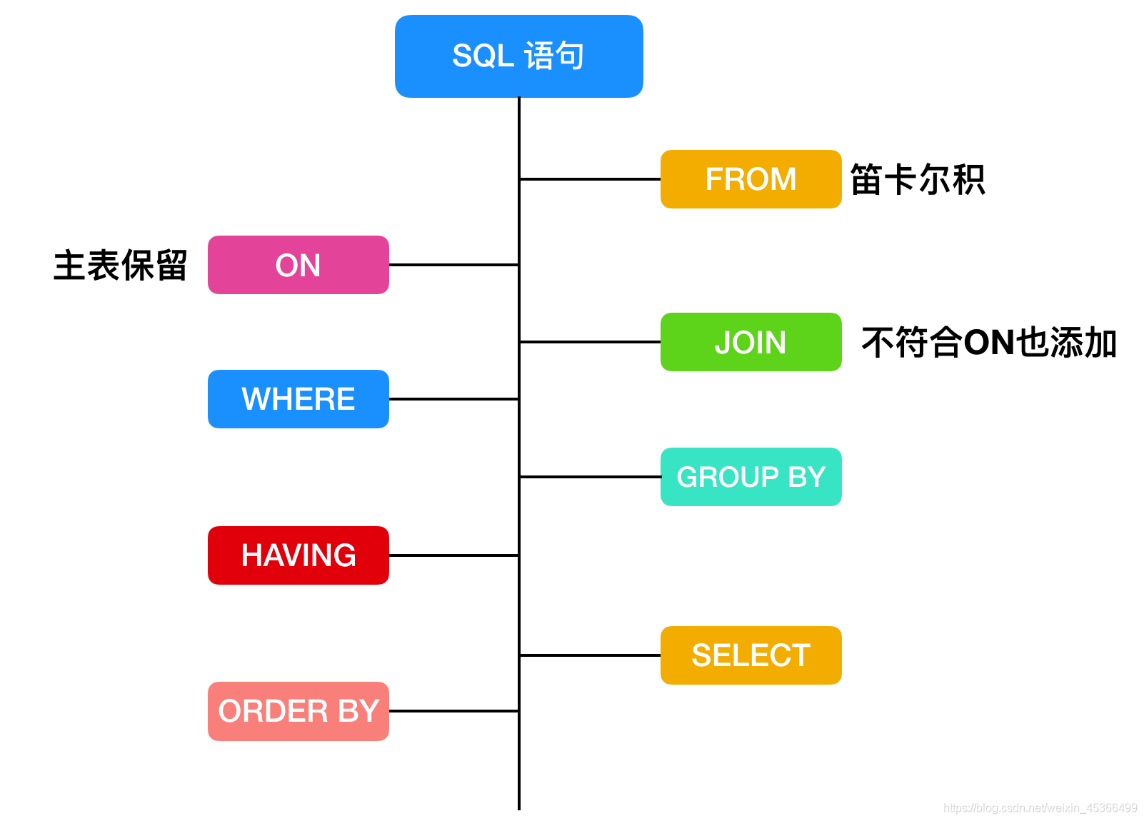 SQL 语句
FROM 笛卡尔积
主表保留 ON
JOIN 不符合ON也添加
WHERE
GROUP BY
HAVING
SELECT
ORDER BY
https://blog.csdn.net/weixin_45366499